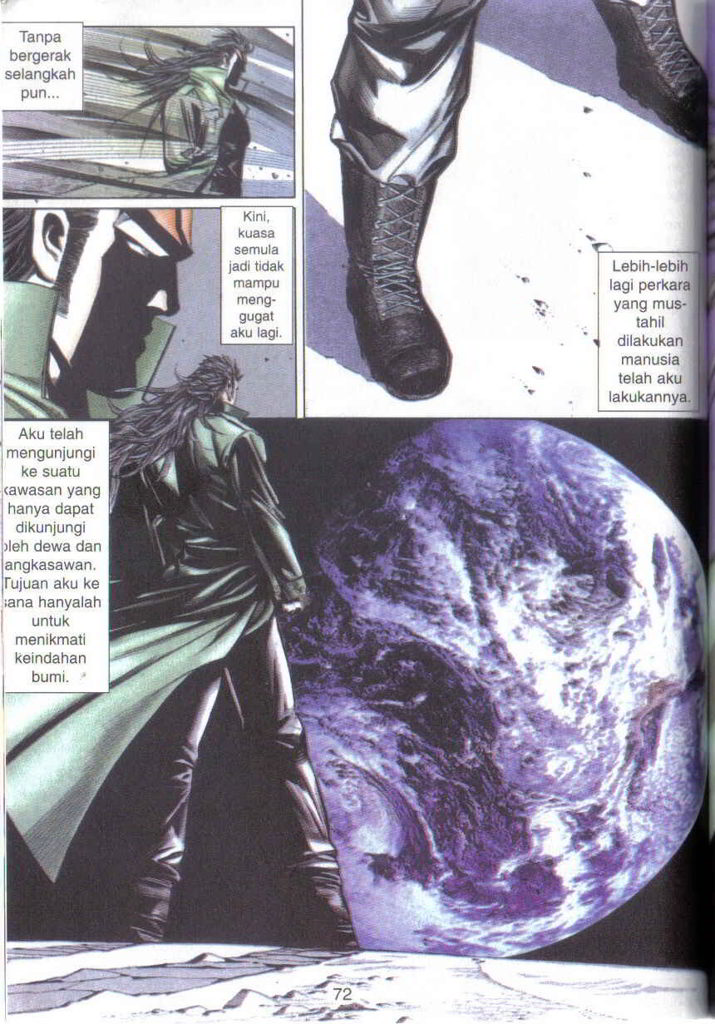 Tanpa
bergerak
selangkah
pun...
Kini,
kuasa
semula
jadi tidak
mampu
meng-
gugat
aku lagi.
Lebih-lebih
lagi perkara
yang mus-
tahil
dilakukan
manusia
telah aku
lakukannya.
Aku telah
mengunjungi
ke suatu
kawasan yang
hanya dapat
dikunjungi
oleh dewa dan
angkasawan.
Tujuan aku ke
sana hanyalah
untuk
menikmati
keindahan
bumi.
72